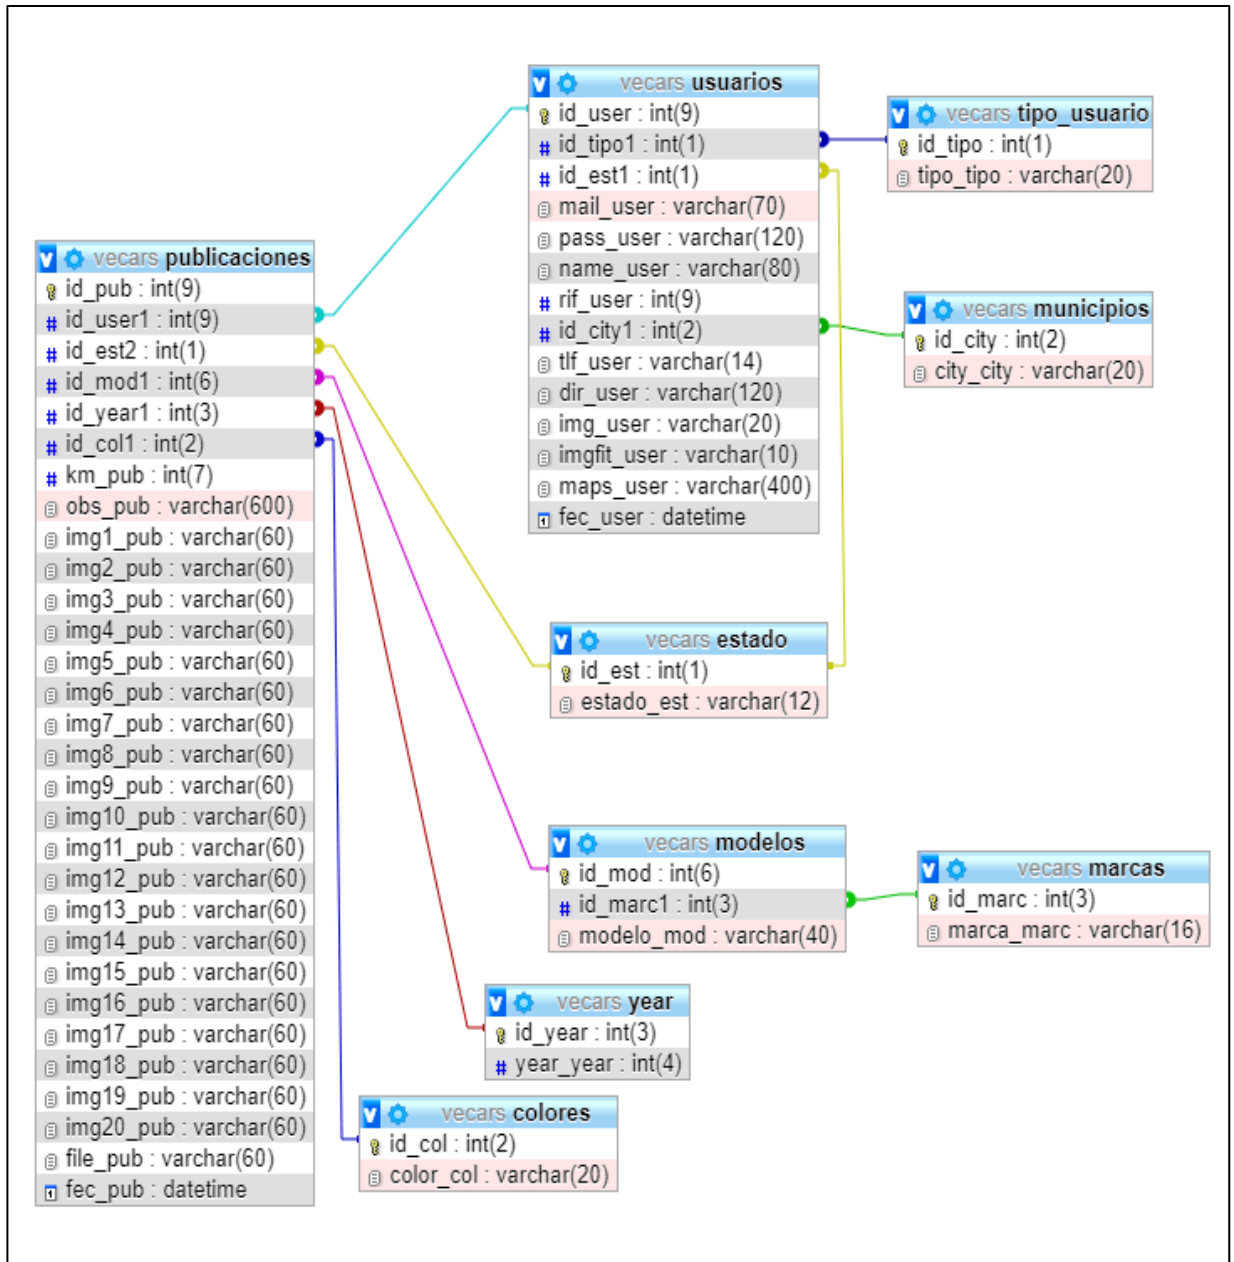 vecars usuarios
id_user : int(9)
id_tipo1 : int(1)
id_est1 : int(1)
mail_user : varchar(70)
pass_user : varchar(120)
name_user : varchar(80)
rif_user : int(9)
id_city1 : int(2)
tlf_user : varchar(14)
dir_user : varchar(120)
img_user : varchar(20)
imgfit_user : varchar(10)
maps_user : varchar(400)
fec_user : datetime
vecars tipo_usuario
id_tipo : int(1)
tipo_tipo : varchar(20)
vecars municipios
id_city : int(2)
city_city : varchar(20)
vecars publicaciones
id_pub : int(9)
id_user1 : int(9)
id_est2 : int(1)
id_mod1 : int(6)
id_year1 : int(3)
id_col1 : int(2)
km_pub : int(7)
obs_pub : varchar(600)
img1_pub : varchar(60)
img2_pub : varchar(60)
img3_pub : varchar(60)
img4_pub : varchar(60)
img5_pub : varchar(60)
img6_pub : varchar(60)
img7_pub : varchar(60)
img8_pub : varchar(60)
img9_pub : varchar(60)
img10_pub : varchar(60)
img11_pub : varchar(60)
img12_pub : varchar(60)
img13_pub : varchar(60)
img14_pub : varchar(60)
img15_pub : varchar(60)
img16_pub : varchar(60)
img17_pub : varchar(60)
img18_pub : varchar(60)
img19_pub : varchar(60)
img20_pub : varchar(60)
file_pub : varchar(60)
fec_pub : datetime
vecars estado
id_est : int(1)
estado_est : varchar(12)
vecars modelos
id_mod : int(6)
id_marc1 : int(3)
modelo_mod : varchar(40)
vecars marcas
id_marc : int(3)
marca_marc : varchar(16)
vecars year
id_year : int(3)
year_year : int(4)
vecars colores
id_col : int(2)
color_col : varchar(20)